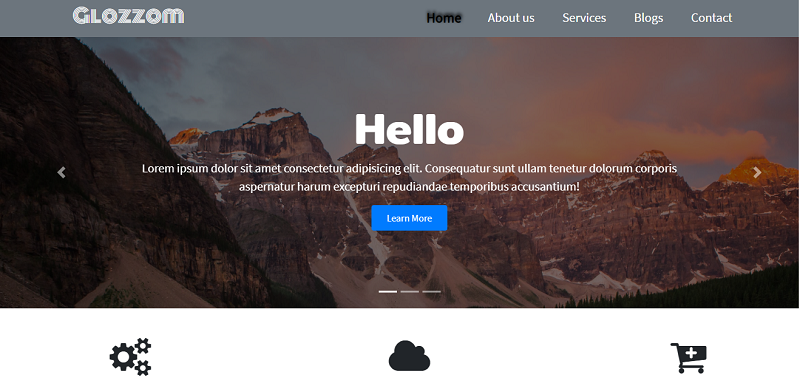 Glozzom
Home About us Services Blogs Contact
Hello
Lorem ipsum dolor sit amet consectetur adipisicing elit. Consequatur sunt ullam tenetur dolorum corporis
aspernatur harum excepturi repudiandae temporibus accusantium!
Learn More